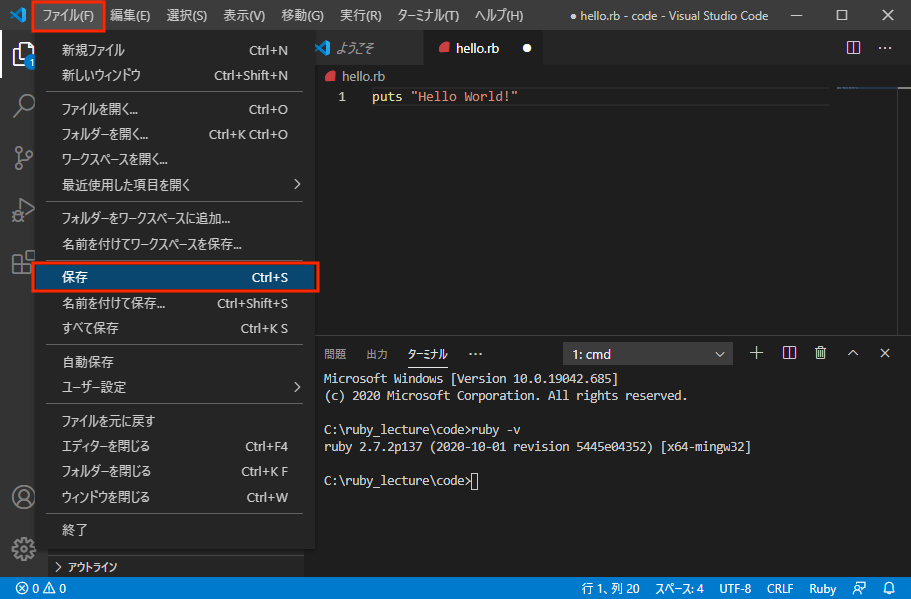 ファイル(F) 編集(E) 選択(S) 表示(V) 移動(G) 実行(R) ターミナル(T) ヘルプ(H) ● hello.rb - code - Visual Studio Code
1
新規ファイル Ctrl+N
新しいウィンドウ Ctrl+Shift+N
ファイルを開く... Ctrl+O
フォルダーを開く... Ctrl+K Ctrl+O
ワークスペースを開く...
最近使用した項目を開く
フォルダーをワークスペースに追加...
名前を付けてワークスペースを保存...
保存 Ctrl+S
名前を付けて保存... Ctrl+Shift+S
すべて保存 Ctrl+K S
自動保存
ユーザー設定
ファイルを元に戻す
エディターを閉じる Ctrl+F4
フォルダーを閉じる Ctrl+K F
ウィンドウを閉じる Ctrl+W
終了
アウトライン
ようこそ hello.rb ●
hello.rb
1 puts "Hello World!"
問題 出力 ターミナル ... 1: cmd
Microsoft Windows [Version 10.0.19042.685]
(c) 2020 Microsoft Corporation. All rights reserved.
C:\ruby_lecture\code>ruby -v
ruby 2.7.2p137 (2020-10-01 revision 5445e04352) [x64-mingw32]
C:\ruby_lecture\code>
0 0 行 1、列 20 スペース: 4 UTF-8 CRLF Ruby